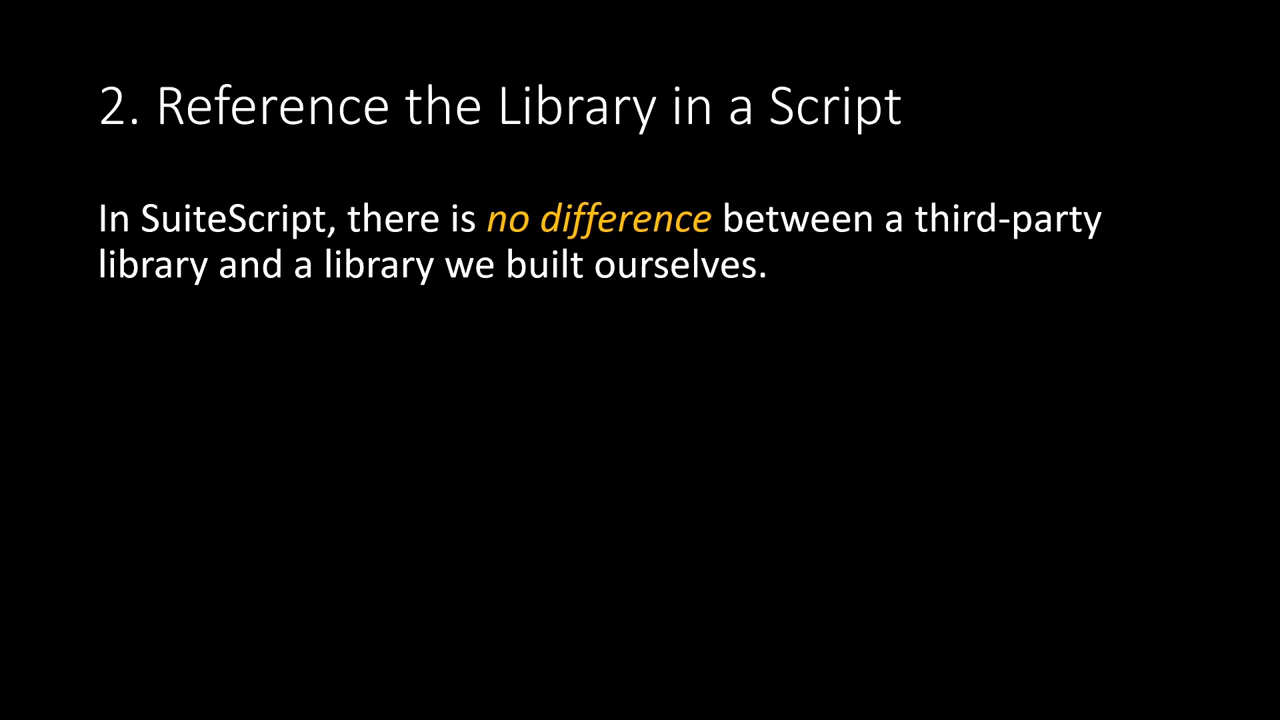 2. Reference the Library in a Script
In SuiteScript, there is no difference between a third-party
library and a library we built ourselves.